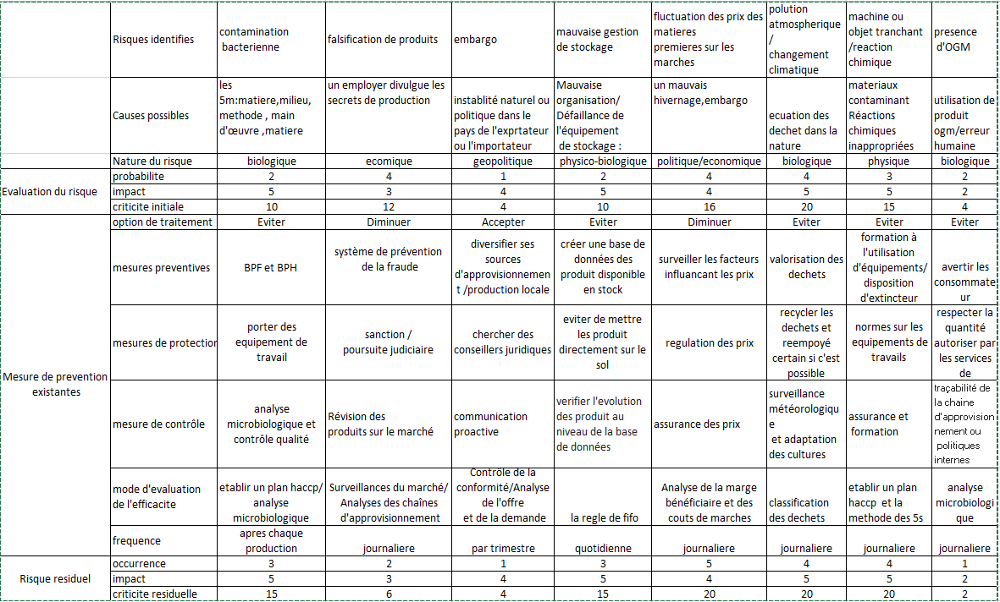 Risques identifies
contamination
bacterienne
falsification de produits
embargo
mauvaise gestion
de stockage
fluctuation des prix des
matieres
premieres sur les
marches
polution
atmospherique
/
changement
climatique
machine ou
objet tranchant
/reaction
chimique
presence
d'OGM
Causes possibles
les
5m:matiere,milieu,
methode , main
d'œuvre ,matiere
un employer divulgue les
secrets de production
instablité naturel ou
politique dans le
pays de l'exprtateur
ou l'importateur
Mauvaise
organisation/
Défaillance de
l'équipement
de stockage :
un mauvais
hivernage,embargo
ecuation des
dechet dans la
nature
materiaux
contaminant
Réactions
chimiques
inappropriées
utilisation de
produit
ogm/erreur
humaine
Nature du risque
biologique
ecomique
geopolitique
physico-biologique
politique/economique
biologique
physique
biologique
Evaluation du risque
probabilite
2
4
1
2
4
4
3
2
impact
5
3
4
5
4
5
5
2
criticite initiale
10
12
4
10
16
20
15
4
Mesure de prevention
existantes
option de traitement
Eviter
Diminuer
Accepter
Eviter
Diminuer
Eviter
Eviter
Eviter
mesures preventives
BPF et BPH
système de prévention
de la fraude
diversifier ses
sources
d'approvisionnemen
t /production locale
créer une base de
données des
produit disponible
en stock
surveiller les facteurs
influancant les prix
valorisation des
dechets
formation à
l'utilisation
d'équipements/
disposition
d'extincteur
avertir les
consommate
ur
mesures de protection
porter des
equipement de
travail
sanction /
poursuite judiciaire
chercher des
conseillers juridiques
eviter de mettre
les produit
directement sur le
sol
regulation des prix
recycler les
dechets et
reempoyé
certain si c'est
possible
normes sur les
equipements de
travails
respecter la
quantité
autoriser par
les services
de
mesure de contrôle
analyse
microbiologique et
contrôle qualité
Révision des
produits sur le marché
communication
proactive
verifier l'evolution
des produit au
niveau de la base
de données
assurance des prix
surveillance
météorologiqu
e
et adaptation
des cultures
assurance et
formation
traçabilité de
la chaine
d'approvision
nement ou
politiques
internes
mode d'evaluation
de l'efficacite
etablir un plan haccp/
analyse
microbiologique
Surveillances du marché/
Analyses des chaînes
d'approvisionnement
Contrôle de la
conformité/Analyse
de l'offre
et de la demande
la regle de fifo
Analyse de la marge
bénéficiaire et des
couts de marches
classification
des dechets
etablir un plan
haccp et la
methode des 5s
analyse
microbiologi
que
frequence
apres chaque
production
journaliere
par trimestre
quotidienne
journaliere
journaliere
journaliere
journaliere
Risque residuel
occurrence
3
2
1
3
5
4
4
1
impact
5
3
4
5
4
5
5
2
criticite residuelle
15
6
4
15
20
20
20
2